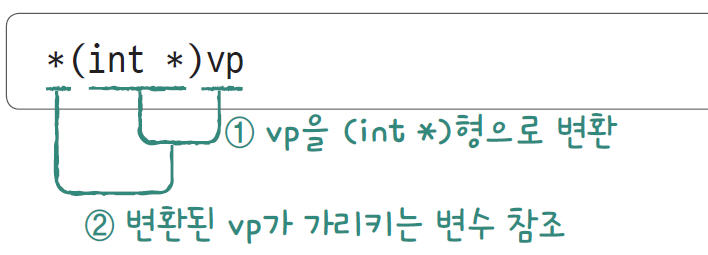 *(int *)vp
① vp을 (int *)형으로 변환
② 변환된 vp가 가리키는 변수 참조